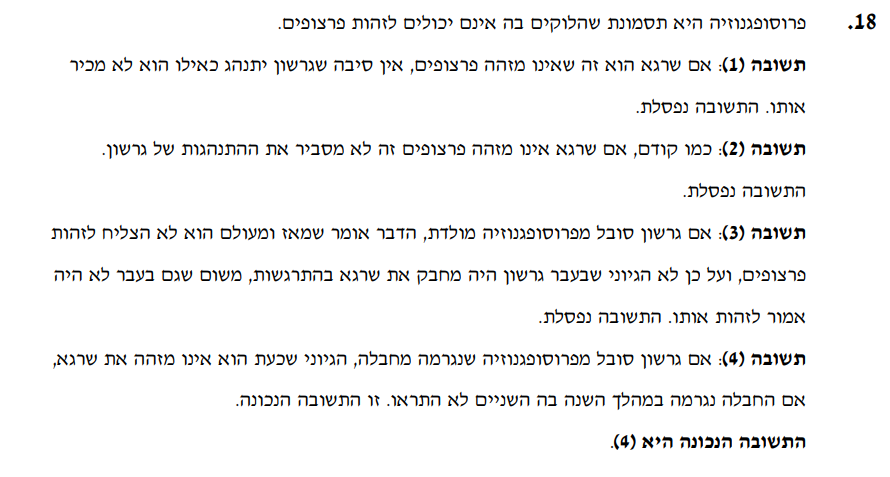 18. פרוסופגנוזיה היא תסמונת שהלוקים בה אינם יכולים לזהות פרצופים.
תשובה (1): אם שרגא הוא זה שאינו מזהה פרצופים, אין סיבה שגרשון יתנהג כאילו הוא לא מכיר
אותו. התשובה נפסלת.
תשובה (2): כמו קודם, אם שרגא אינו מזהה פרצופים זה לא מסביר את ההתנהגות של גרשון.
התשובה נפסלת.
תשובה (3): אם גרשון סובל מפרוסופגנוזיה מולדת, הדבר אומר שמאז ומעולם הוא לא הצליח לזהות
פרצופים, ועל כן לא הגיוני שבעבר גרשון היה מחבק את שרגא בהתרגשות, משום שגם בעבר לא היה
אמור לזהות אותו. התשובה נפסלת.
תשובה (4): אם גרשון סובל מפרוסופגנוזיה שנגרמה מחבלה, הגיוני שכעת הוא אינו מזהה את שרגא,
אם החבלה נגרמה במהלך השנה בה השניים לא התראו. זו התשובה הנכונה.
התשובה הנכונה היא (4).